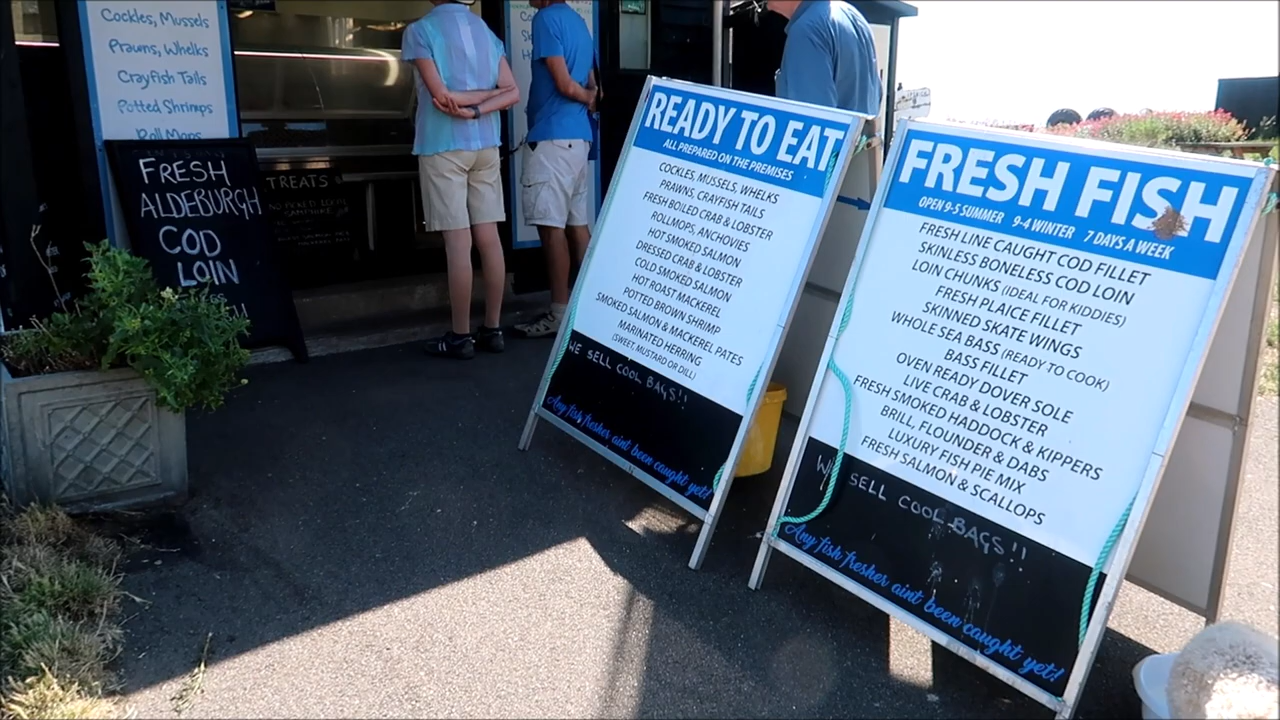 Cockles, Mussels
Prawns, Whelks
Crayfish Tails
Potted Shrimps
Roll Mops
FRESH
ALDEBURGH
COD
LOIN
TREATS
READY TO EAT
ALL PREPARED ON THE PREMISES
COCKLES, MUSSELS, WHELKS
PRAWNS, CRAYFISH TAILS
FRESH BOILED CRAB & LOBSTER
ROLLMOPS, ANCHOVIES
HOT SMOKED SALMON
DRESSED CRAB & LOBSTER
COLD SMOKED SALMON
HOT ROAST MACKEREL
POTTED BROWN SHRIMP
SMOKED SALMON & MACKEREL PATES
MARINATED HERRING
(SWEET, MUSTARD OR DILL)
WE SELL COOL BAGS!!
Any fish fresher aint been caught yet!
FRESH FISH
OPEN 9-5 SUMMER 9-4 WINTER 7 DAYS A WEEK
FRESH LINE CAUGHT COD FILLET
SKINLESS BONELESS COD LOIN
LOIN CHUNKS (IDEAL FOR KIDDIES)
FRESH PLAICE FILLET
SKINNED SKATE WINGS
WHOLE SEA BASS (READY TO COOK)
BASS FILLET
OVEN READY DOVER SOLE
LIVE CRAB & LOBSTER
FRESH SMOKED HADDOCK & KIPPERS
BRILL, FLOUNDER & DABS
LUXURY FISH PIE MIX
FRESH SALMON & SCALLOPS
WE SELL COOL BAGS!!
Any fish fresher aint been caught yet!